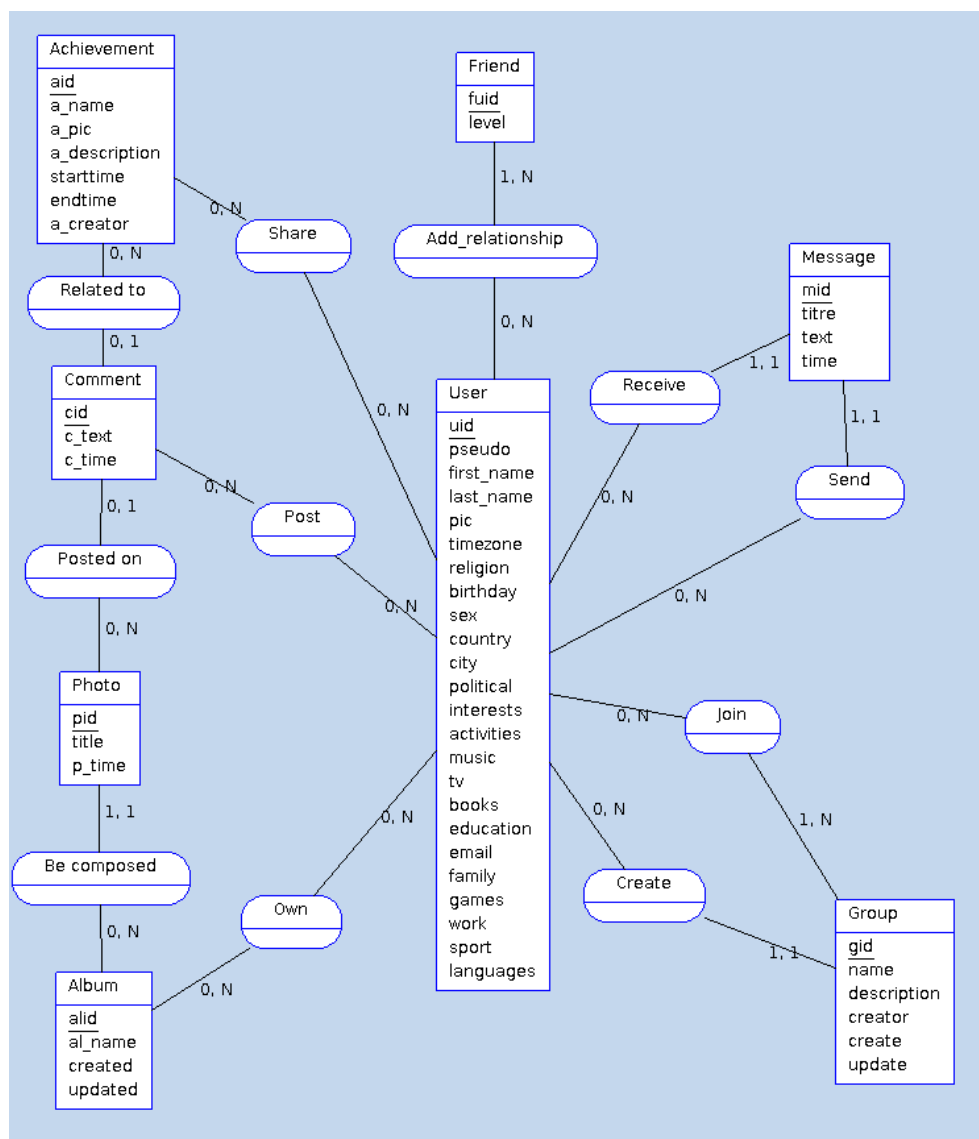 Achievement
aid
a_name
a_pic
a_description
starttime
endtime
a_creator
Friend
fuid
level
0, N
1, N
Share
Add_relationship
0, N
Related to
0, N
0, 1
Message
mid
titre
text
time
1, 1
Receive
1, 1
Send
0, N
0, N
0, N
Comment
cid
c_text
c_time
0, N
0, 1
Post
0, N
Posted on
0, N
User
uid
pseudo
first_name
last_name
pic
timezone
religion
birthday
sex
country
city
political
interests
activities
music
tv
books
education
email
family
games
work
sport
languages
Photo
pid
title
p_time
1, 1
Be composed
0, N
0, N
Own
0, N
Album
alid
al_name
created
updated
0, N
Join
1, N
0, N
Create
1, 1
Group
gid
name
description
creator
create
update